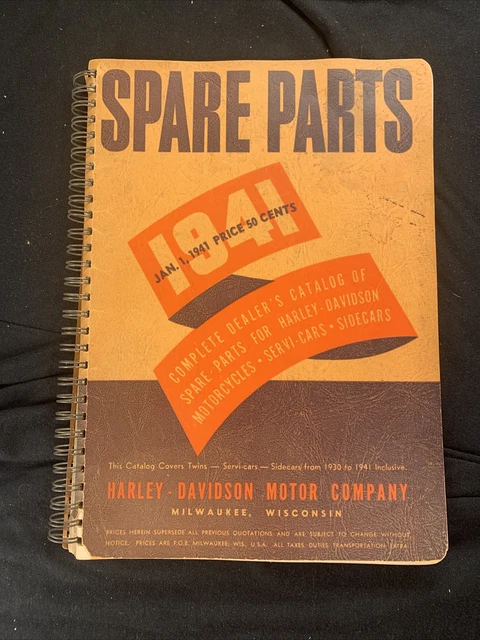 SPARE PARTS
1941
JAN. 1, 1941 PRICE 50 CENTS
COMPLETE DEALER'S CATALOG OF
SPARE PARTS FOR HARLEY-DAVIDSON
MOTORCYCLES • SERVI-CARS • SIDECARS
This Catalog Covers Twins — Servi-cars — Sidecars from 1930 to 1941 Inclusive.
HARLEY-DAVIDSON MOTOR COMPANY
MILWAUKEE, WISCONSIN
PRICES HEREIN SUPERSEDE ALL PREVIOUS QUOTATIONS AND ARE SUBJECT TO CHANGE WITHOUT
NOTICE. PRICES ARE F.O.B. MILWAUKEE, WIS., U.S.A. ALL TAXES, DUTIES, TRANSPORTATION EXTRA.